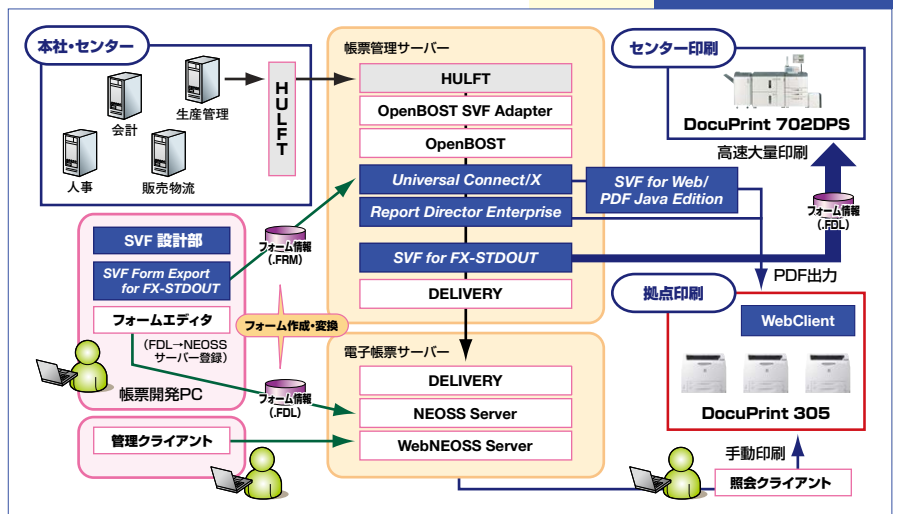 本社・センター
生産管理
会計
人事
販売物流
HULFT
帳票管理サーバー
HULFT
OpenBOST SVF Adapter
OpenBOST
Universal Connect/X
Report Director Enterprise
SVF for FX-STDOUT
DELIVERY
SVF for Web/
PDF Java Edition
センター印刷
DocuPrint 702DPS
高速大量印刷
フォーム情報
(.FDL)
PDF出力
拠点印刷
WebClient
DocuPrint 305
手動印刷
照会クライアント
SVF 設計部
SVF Form Export
for FX-STDOUT
フォームエディタ
(FDL→NEOSS
サーバー登録)
帳票開発PC
フォーム情報
(.FRM)
フォーム作成・変換
フォーム情報
(.FDL)
管理クライアント
電子帳票サーバー
DELIVERY
NEOSS Server
WebNEOSS Server